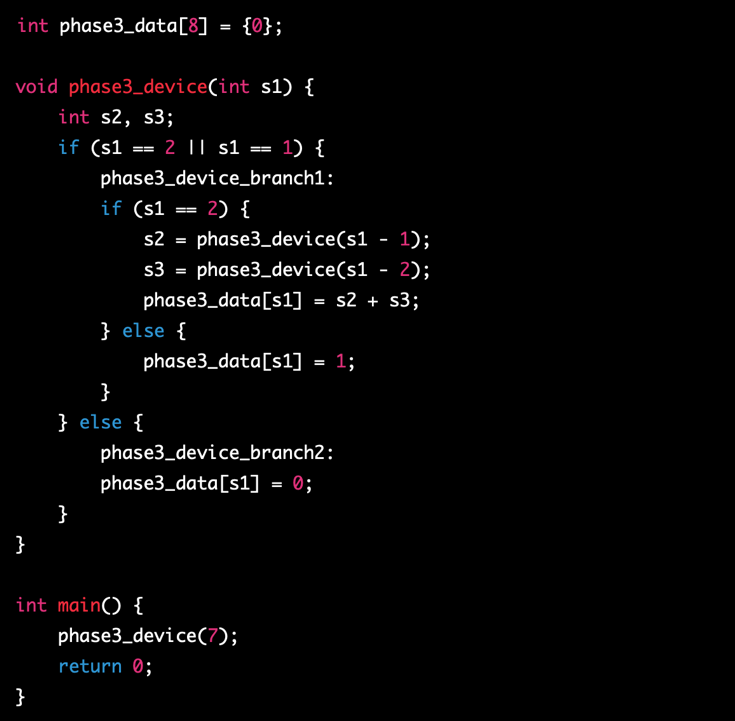 int phase3_data[8] = {0};

void phase3_device(int s1) {
    int s2, s3;
    if (s1 == 2 || s1 == 1) {
        phase3_device_branch1:
        if (s1 == 2) {
            s2 = phase3_device(s1 - 1);
            s3 = phase3_device(s1 - 2);
            phase3_data[s1] = s2 + s3;
        } else {
            phase3_data[s1] = 1;
        }
    } else {
        phase3_device_branch2:
        phase3_data[s1] = 0;
    }
}

int main() {
    phase3_device(7);
    return 0;
}